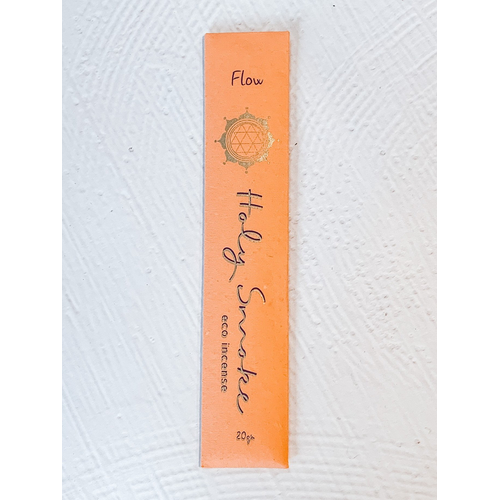 Flow
Holy Smoke
eco incense
20gr